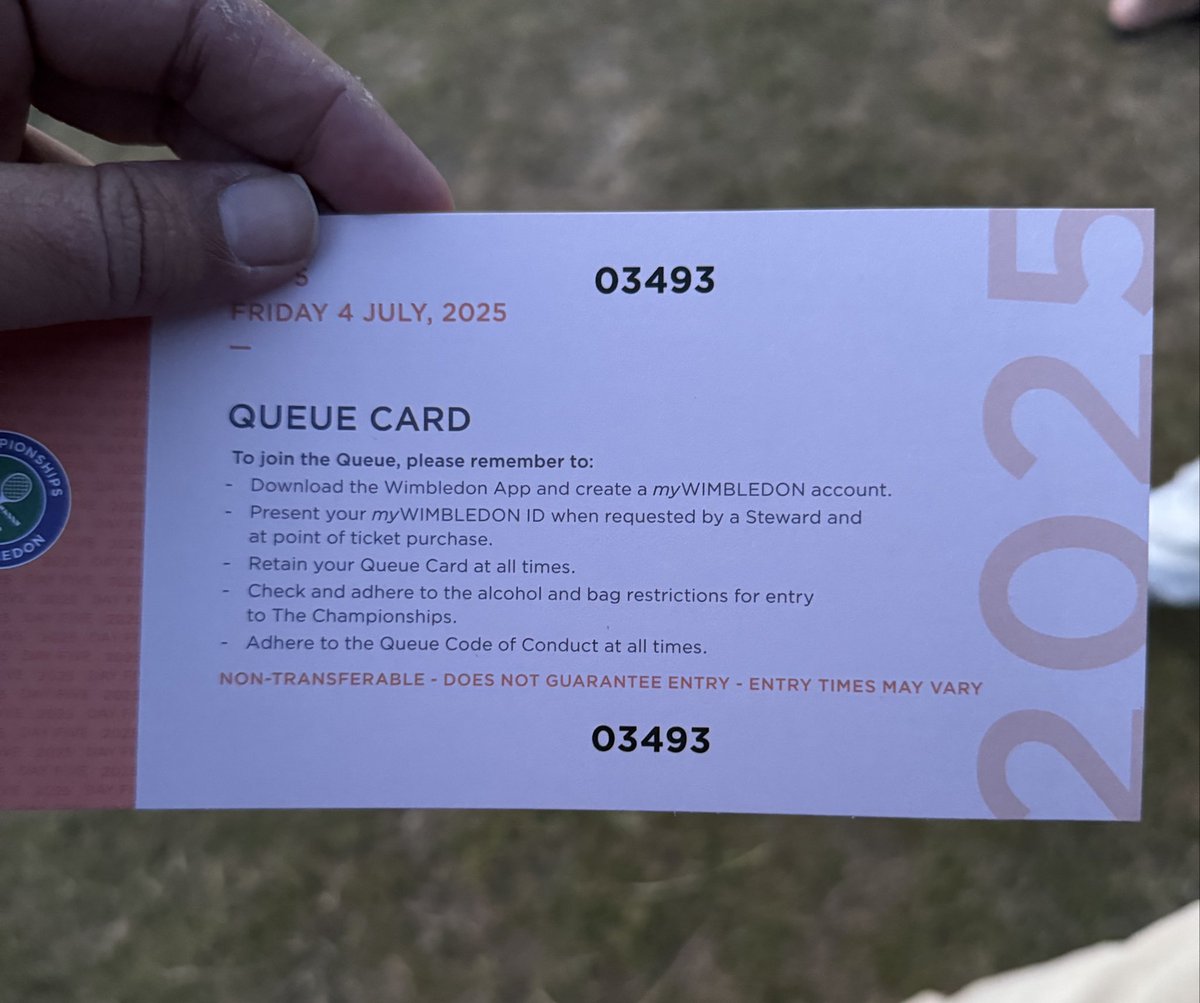 03493
5
FRIDAY 4 JULY, 2025
—
QUEUE CARD
To join the Queue, please remember to:
- Download the Wimbledon App and create a myWIMBLEDON account.
- Present your myWIMBLEDON ID when requested by a Steward and
at point of ticket purchase.
- Retain your Queue Card at all times.
- Check and adhere to the alcohol and bag restrictions for entry
to The Championships.
- Adhere to the Queue Code of Conduct at all times.
NON-TRANSFERABLE - DOES NOT GUARANTEE ENTRY - ENTRY TIMES MAY VARY
03493
2025